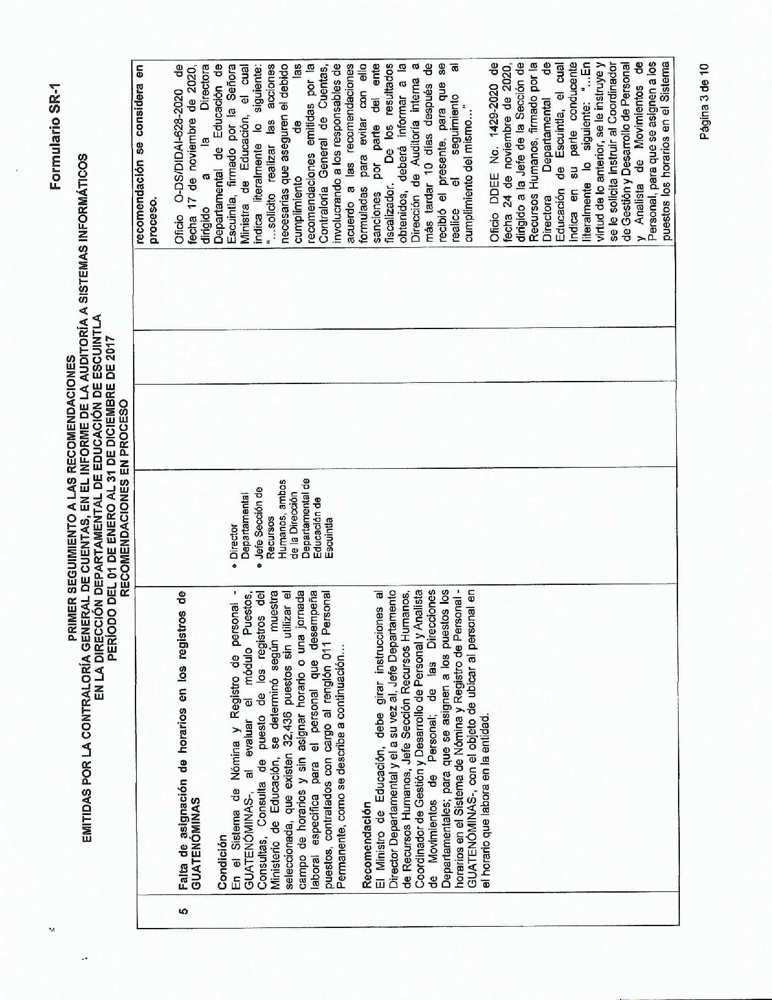 Formulario SR-1
PRIMER SEGUIMIENTO A LAS RECOMENDACIONES
EMITIDAS POR LA CONTRALORÍA GENERAL DE CUENTAS, EN EL INFORME DE LA AUDITORÍA A SISTEMAS INFORMÁTICOS
EN LA DIRECCIÓN DEPARTAMENTAL DE EDUCACIÓN DE ESCUINTLA
PERÍODO DEL 01 DE ENERO AL 31 DE DICIEMBRE DE 2017
RECOMENDACIONES EN PROCESO
5
Falta de asignación de horarios en los registros de
GUATENÓMINAS
Condición
En el Sistema de Nómina y Registro de personal -
GUATENÓMINAS-, al evaluar el módulo Puestos,
Consultas, Consulta de puesto de los registros del
Ministerio de Educación, se determinó según muestra
seleccionada, que existen 32,436 puestos sin utilizar el
campo de horarios y sin asignar horario o una jornada
laboral específica para el personal que desempeña
puestos, contratados con cargo al renglón 011 Personal
Permanente, como se describe a continuación...
Recomendación
El Ministro de Educación, debe girar instrucciones al
Director Departamental y el a su vez al, Jefe Departamento
de Recursos Humanos, Jefe Sección Recursos Humanos,
Coordinador de Gestión y Desarrollo de Personal y Analista
de Movimientos de Personal; de las Direcciones
Departamentales; para que se asignen a los puestos los
horarios en el Sistema de Nómina y Registro de Personal -
GUATENÓMINAS-, con el objeto de ubicar al personal en
el horario que labora en la entidad.
• Director
Departamental
• Jefe Sección de
Recursos
Humanos, ambos
de la Dirección
Departamental de
Educación de
Escuintla
recomendación se considera en
proceso.
Oficio O-DS/DIDAI-628-2020 de
fecha 17 de noviembre de 2020,
dirigido a la Directora
Departamental de Educación de
Escuintla, firmado por la Señora
Ministra de Educación, el cual
indica literalmente lo siguiente:
“...solicito realizar las acciones
necesarias que aseguren el debido
cumplimiento de las
recomendaciones emitidas por la
Contraloría General de Cuentas,
involucrando a los responsables de
acuerdo a las recomendaciones
formuladas para evitar con ello
sanciones por parte del ente
fiscalizador. De los resultados
obtenidos, deberá informar a la
Dirección de Auditoría Interna a
más tardar 10 días después de
recibió el presente, para que se
realice el seguimiento al
cumplimiento del mismo...”
Oficio DDEE No. 1429-2020 de
fecha 24 de noviembre de 2020,
dirigido a la Jefe de la Sección de
Recursos Humanos, firmado por la
Directora Departamental de
Educación de Escuintla, el cual
indica en su parte conducente
literalmente lo siguiente: “...En
virtud de lo anterior, se le instruye y
se le solicita instruir al Coordinador
de Gestión y Desarrollo de Personal
y Analista de Movimientos de
Personal, para que se asignen a los
puestos los horarios en el Sistema
Página 3 de 10